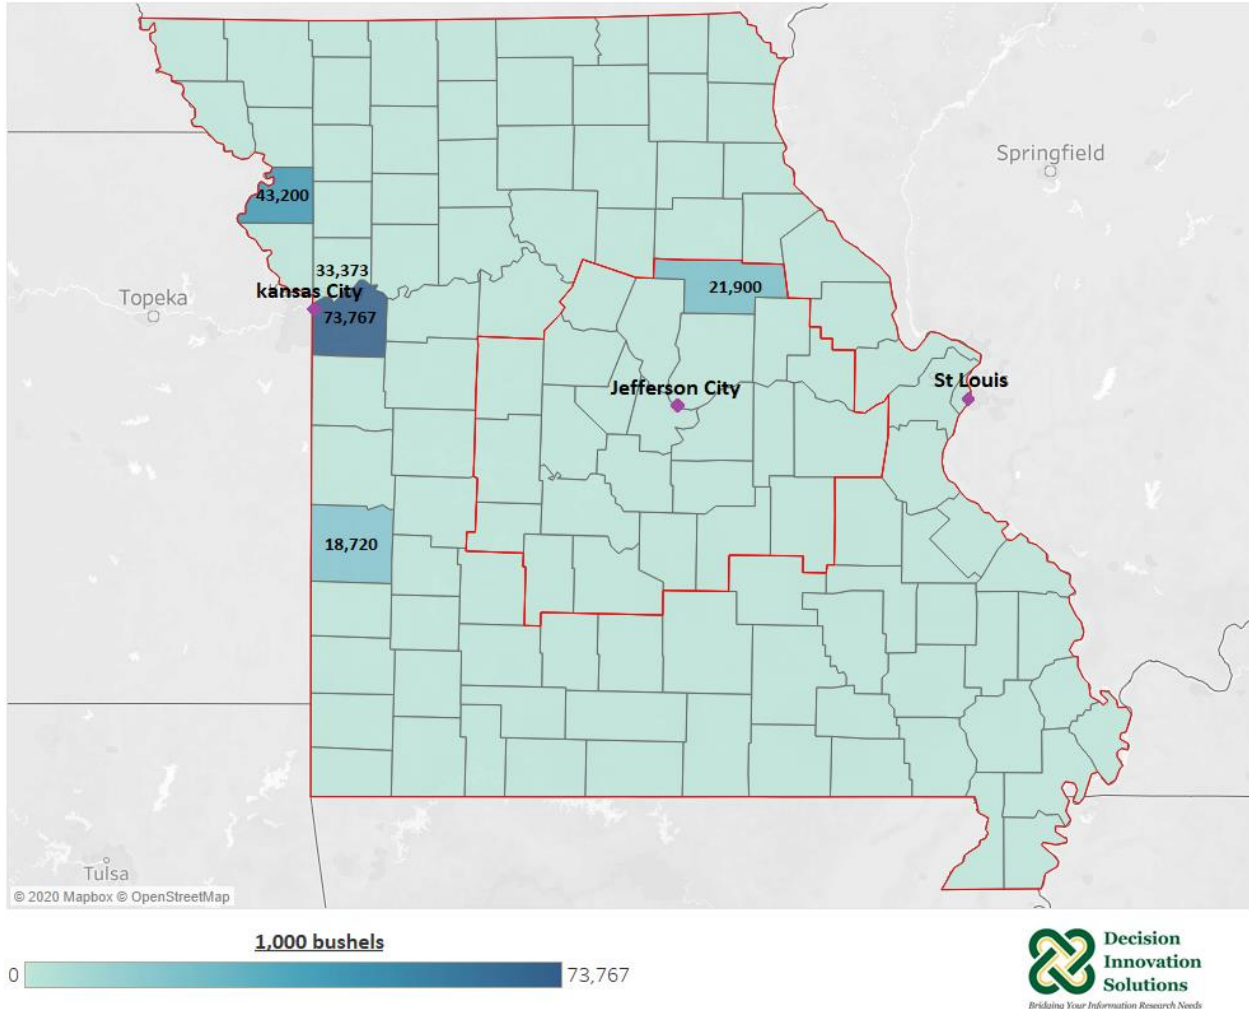 Springfield
43,200
33,373
kansas City
Topeka
21,900
73,767
St Louis
Jefferson City
18,720
Tulsa
© 2020 Mapbox © OpenStreetMap
1,000 bushels
0
73,767
Decision
Innovation
Solutions
Bridging Your Information Research Needs